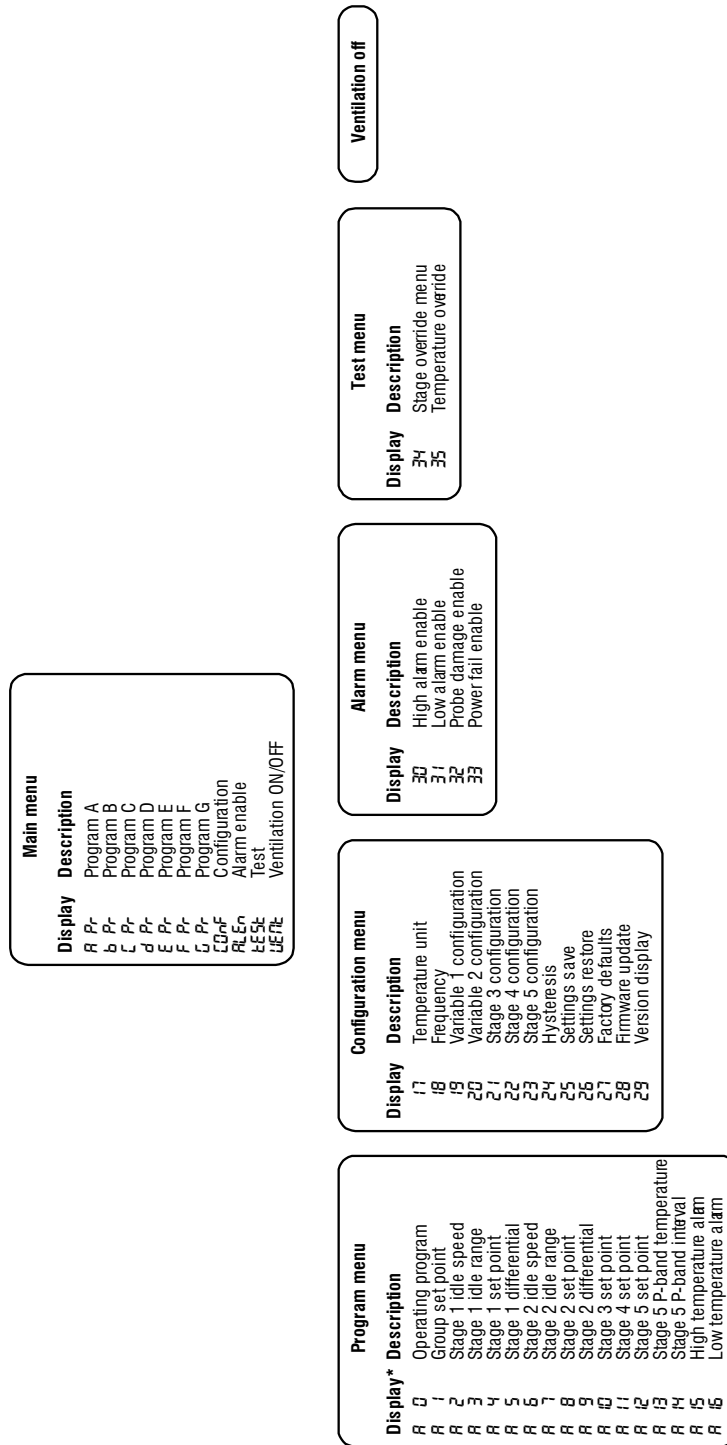 Main menu
Display Description
A Pr Program A
b Pr Program B
C Pr Program C
d Pr Program D
E Pr Program E
F Pr Program F
G Pr Program G
COnF Configuration
ALEn Alarm enable
tESt Test
VEnt Ventilation ON/OFF
Program menu
Display* Description
A 0 Operating program
A 1 Group set point
A 2 Stage 1 idle speed
A 3 Stage 1 idle range
A 4 Stage 1 set point
A 5 Stage 1 differential
A 6 Stage 2 idle speed
A 7 Stage 2 idle range
A 8 Stage 2 set point
A 9 Stage 2 differential
A 10 Stage 3 set point
A 11 Stage 4 set point
A 12 Stage 5 set point
A 13 Stage 5 P-band temperature
A 14 Stage 5 P-band interval
A 15 High temperature alarm
A 16 Low temperature alarm
Configuration menu
Display Description
17 Temperature unit
18 Frequency
19 Variable 1 configuration
20 Variable 2 configuration
21 Stage 3 configuration
22 Stage 4 configuration
23 Stage 5 configuration
24 Hysteresis
25 Settings save
26 Settings restore
27 Factory defaults
28 Firmware update
29 Version display
Alarm menu
Display Description
30 High alarm enable
31 Low alarm enable
32 Probe damage enable
33 Power fail enable
Test menu
Display Description
34 Stage override menu
35 Temperature override
Ventilation off